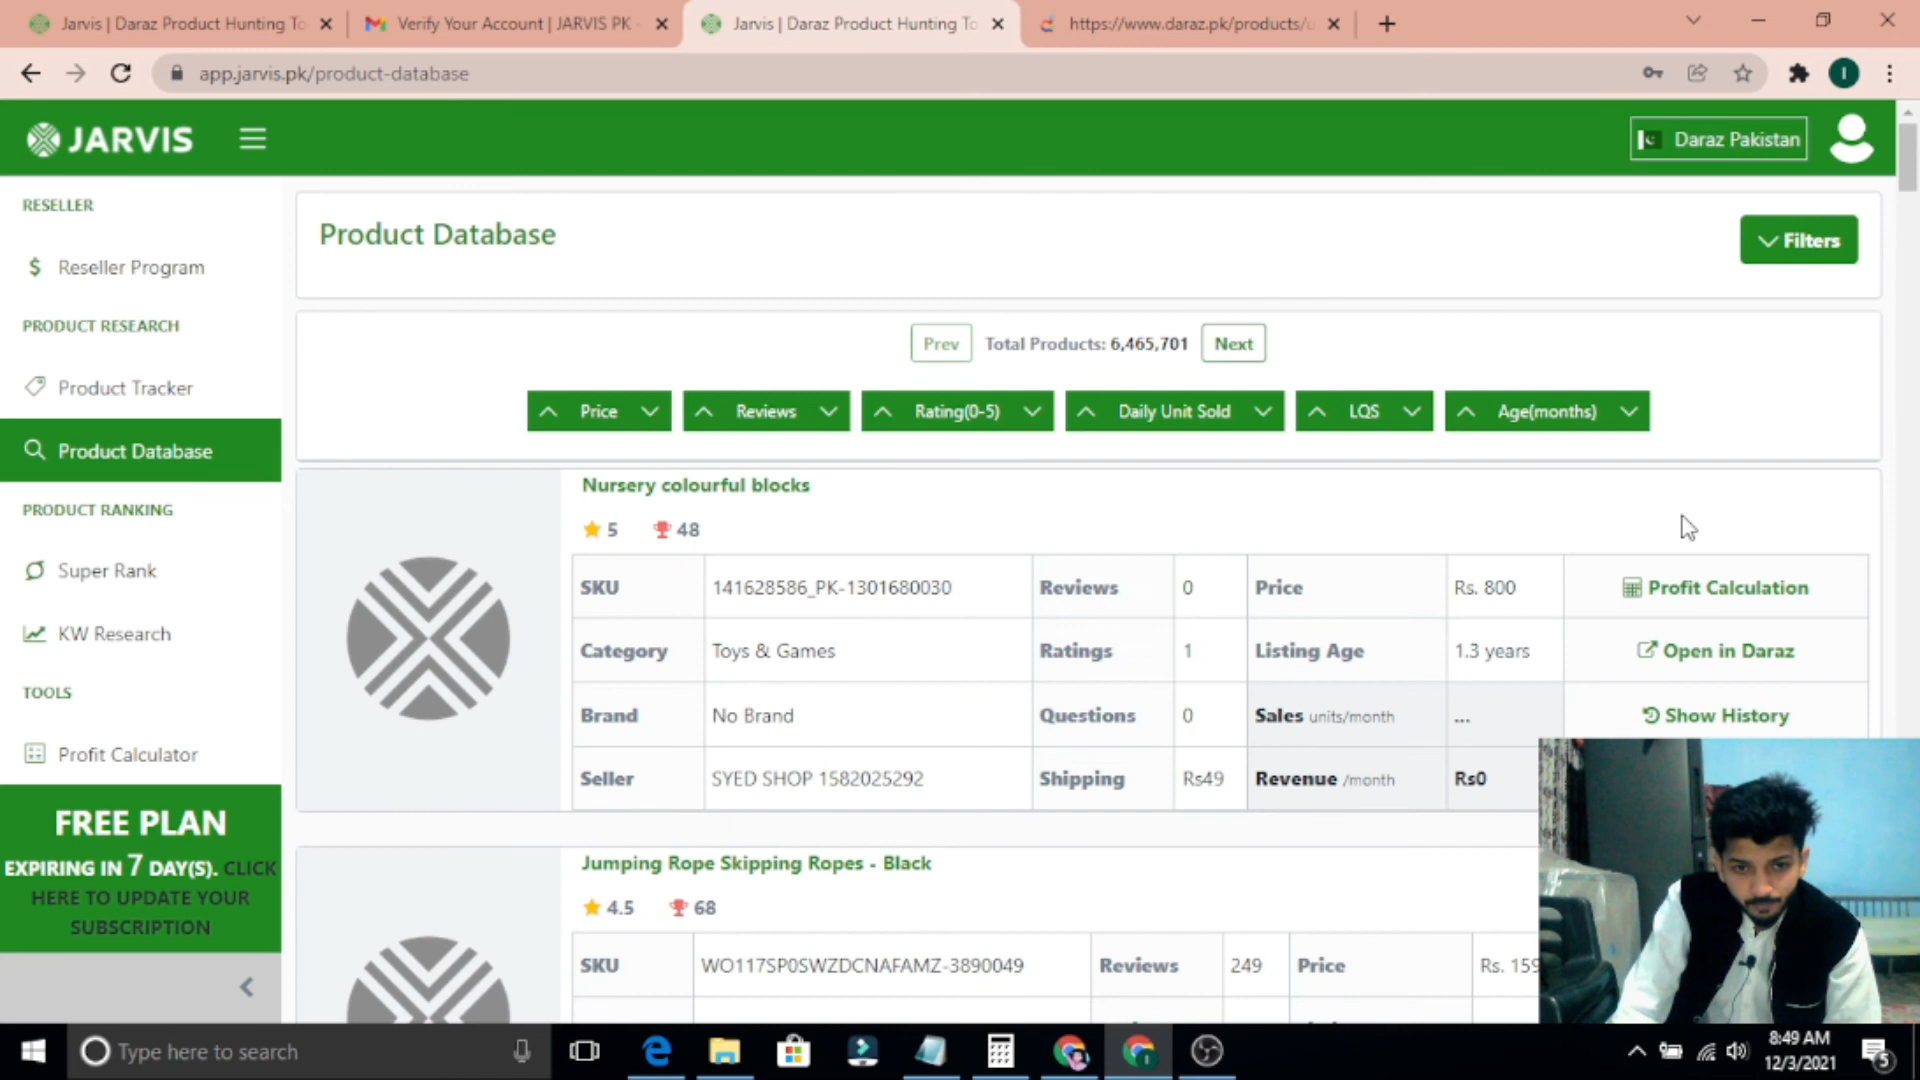 Jarvis | Daraz Product Hunting To
Verify Your Account | JARVIS PK -
Jarvis | Daraz Product Hunting To
https://www.daraz.pk/products/
app.jarvis.pk/product-database
I
JARVIS
Daraz Pakistan
RESELLER
Reseller Program
PRODUCT RESEARCH
Product Tracker
Product Database
PRODUCT RANKING
Super Rank
KW Research
TOOLS
Profit Calculator
FREE PLAN
EXPIRING IN 7 DAY(S). CLICK
HERE TO UPDATE YOUR
SUBSCRIPTION
Product Database
Filters
Prev Total Products: 6,465,701 Next
Price Reviews Rating(0-5) Daily Unit Sold LQS Age(months)
Nursery colourful blocks
5 48
SKU 141628586_PK-1301680030 Reviews 0 Price Rs. 800 Profit Calculation
Category Toys & Games Ratings 1 Listing Age 1.3 years Open in Daraz
Brand No Brand Questions 0 Sales units/month ... Show History
Seller SYED SHOP 1582025292 Shipping Rs49 Revenue /month Rs0
Jumping Rope Skipping Ropes - Black
4.5 68
SKU WO117SP0SWZDCNAFAMZ-3890049 Reviews 249 Price Rs. 159
Type here to search
8:49 AM
12/3/2021
5